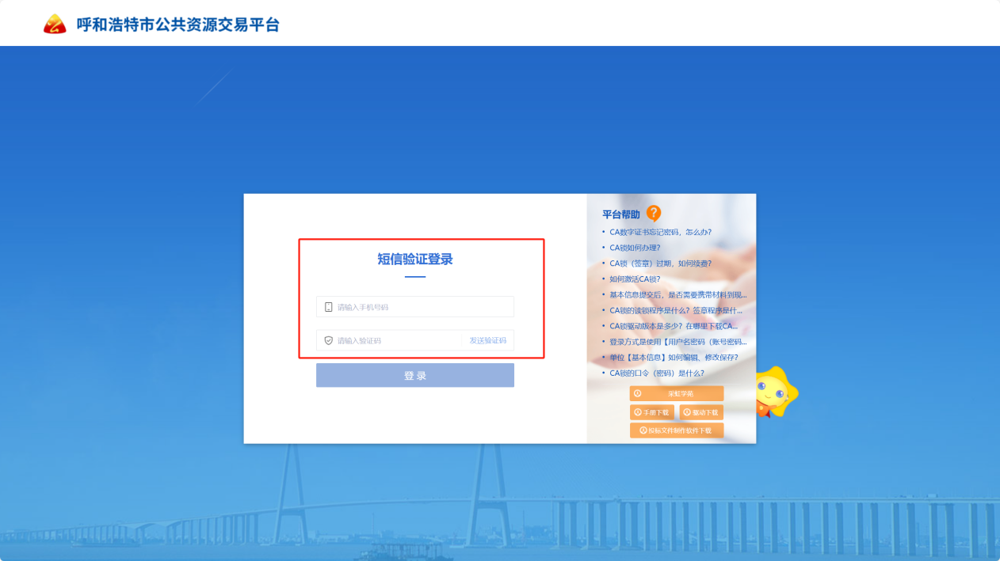 呼和浩特市公共资源交易平台
短信验证登录
请输入手机号码
请输入验证码 发送验证码
登录
平台帮助 ?
• CA数字证书忘记密码，怎么办?
• CA锁如何办理?
• CA锁（签章）过期，如何续费?
• 如何激活CA锁?
• 基本信息提交后，是否需要携带材料到现...
• CA锁的读锁程序是什么？签章程序是什...
• CA锁驱动版本是多少？在哪里下载CA...
• 登录方式是使用【用户名密码（账号密码...
• 单位【基本信息】如何编辑、修改保存?
• CA锁的口令（密码）是什么?
采虹学苑
手册下载 驱动下载
投标文件制作软件下载